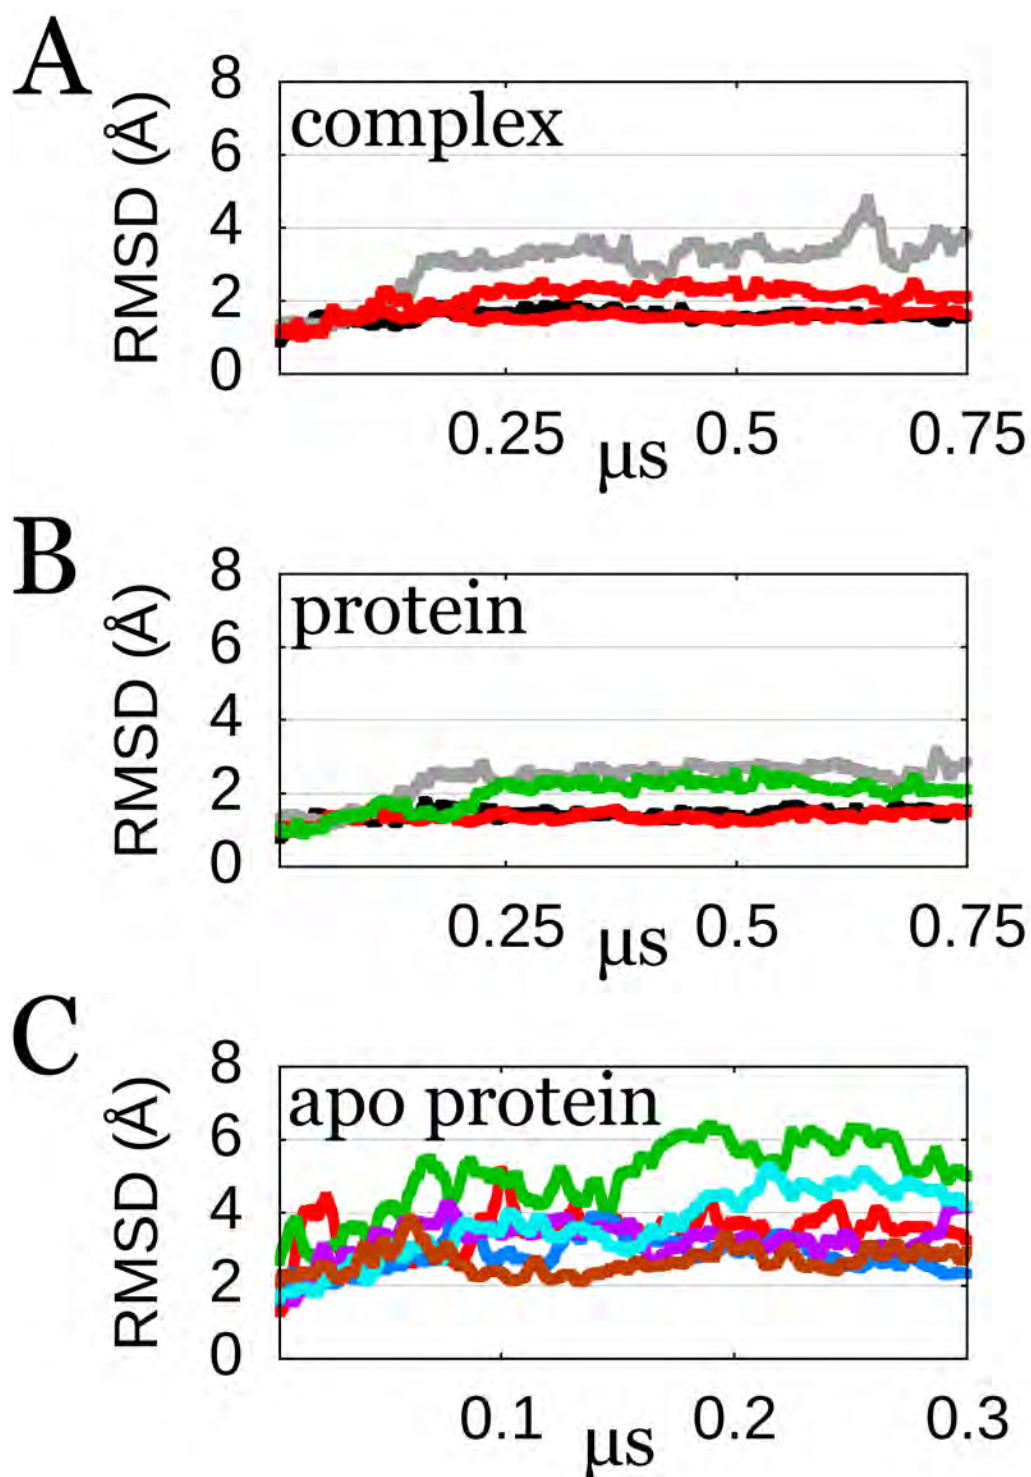 A
RMSD (Å)
8
6
4
2
0
complex
0.25
0.5
0.75
μs
B
RMSD (Å)
8
6
4
2
0
protein
0.25
0.5
0.75
μs
C
RMSD (Å)
8
6
4
2
0
apo protein
0.1
0.2
0.3
μs